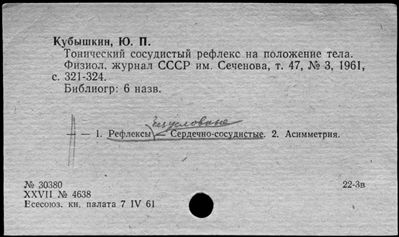 Кубышкин, Ю. П.
Тонический сосудистый рефлекс на положение тела.
Физиол. журнал СССР им. Сеченова, т. 47, № 3, 1961,
с. 321-324.
Библиогр: 6 назв.
безусловные
— 1. Рефлексы — Сердечно-сосудистые. 2. Асимметрия.
№ 30380
22-3в
XXVII № 4638
Всесоюз. кн. палата 7 IV 61